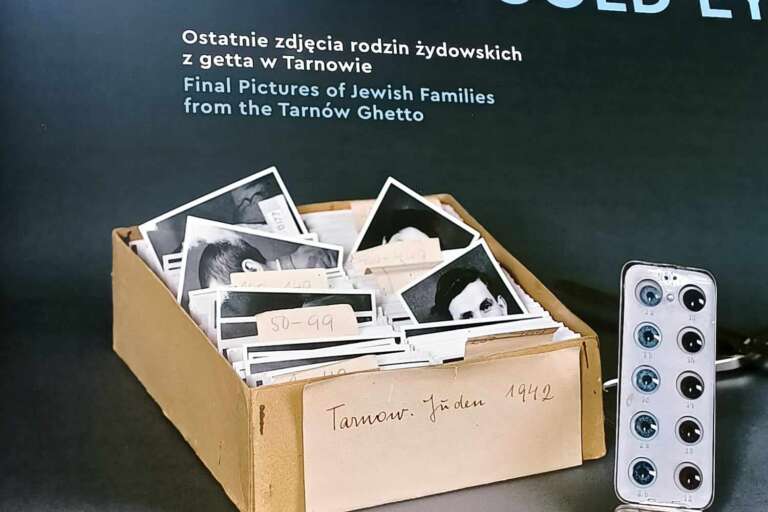 Ostatnie zdjęcia rodzin żydowskich
z getta w Tarnowie
Final Pictures of Jewish Families
from the Tarnów Ghetto
50-99
Tarnow. Juden 1942